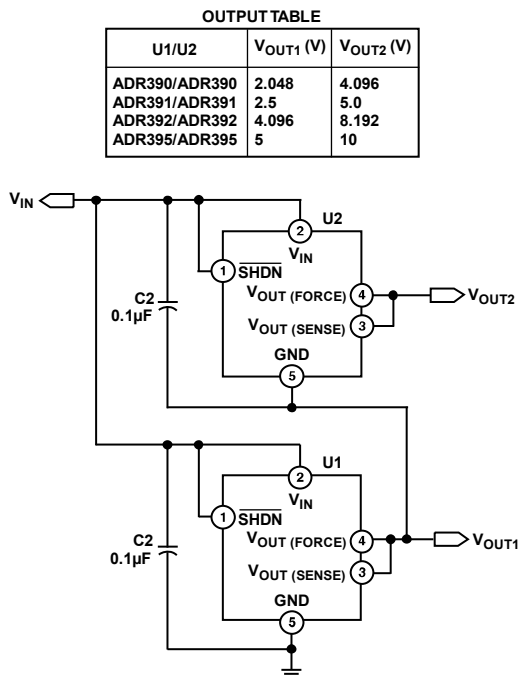 OUTPUT TABLE
U1/U2 VOUT1 (V) VOUT2 (V)
ADR390/ADR390 2.048 4.096
ADR391/ADR391 2.5 5.0
ADR392/ADR392 4.096 8.192
ADR395/ADR395 5 10
VIN
U2
2
VIN
1 SHDN
C2
0.1µF
VOUT (FORCE) 4
VOUT2
VOUT (SENSE) 3
GND
5
U1
2
VIN
1 SHDN
C2
0.1µF
VOUT (FORCE) 4
VOUT1
VOUT (SENSE) 3
GND
5